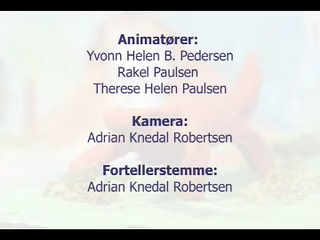 Animatører:
Yvonn Helen B. Pedersen
Rakel Paulsen
Therese Helen Paulsen
Kamera:
Adrian Knedal Robertsen
Fortellerstemme:
Adrian Knedal Robertsen